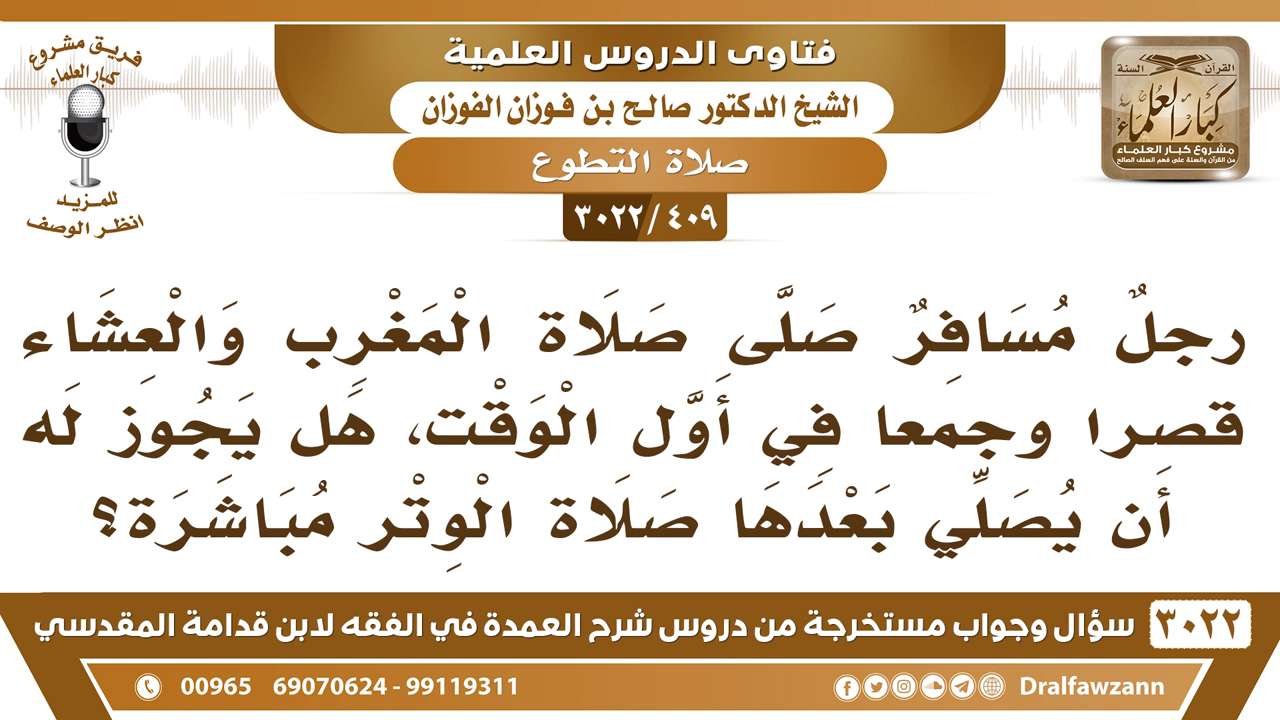 فريق مشروع
كبار العلماء
للمزيد
انظر الوصف
فتاوى الدروس العلمية
الشيخ الدكتور صالح بن فوزان الفوزان
صلاة التطوع
٤٠٩ / ٣٠٢٢
القرآن السنة
كبار العلماء
مشروع كبار العلماء
من القرآن والسنة على فهم السلف الصالح
رجلٌ مُسَافِرٌ صَلَّى صَلَاة الْمَغْرِب وَالْعِشَاء
قصرا وجمعا في أَوَّل الْوَقْت، هَل يَجُوز لَه
أَن يُصَلِّي بَعْدَهَا صَلَاة الْوِتْر مُبَاشَرَة؟
٣٠٢٢ سؤال وجواب مستخرجة من دروس شرح العمدة في الفقه لابن قدامة المقدسي
00965 69070624 - 99119311
Dralfawzann